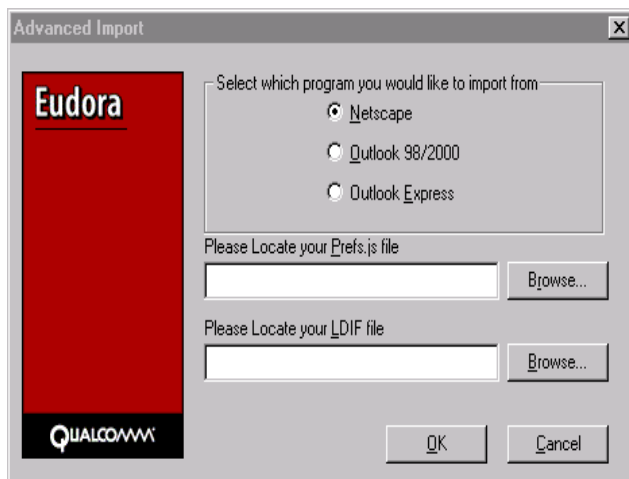 Advanced Import
Eudora
Select which program you would like to import from
Netscape
Outlook 98/2000
Outlook Express
Please Locate your Prefs.js file
Browse...
Please Locate your LDIF file
Browse...
QUALCOMM
OK
Cancel